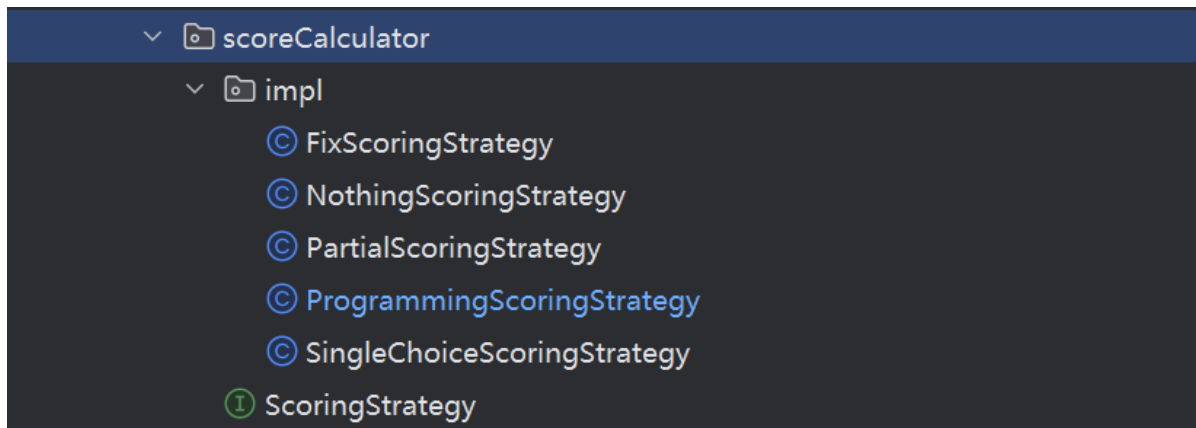 scoreCalculator
impl
FixScoringStrategy
NothingScoringStrategy
PartialScoringStrategy
ProgrammingScoringStrategy
SingleChoiceScoringStrategy
ScoringStrategy